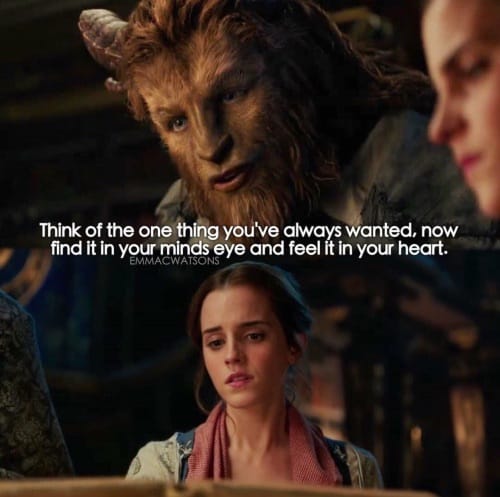 Think of the one thing you've always wanted, now
find it in your minds eye and feel it in your heart.
EMMACWATSONS